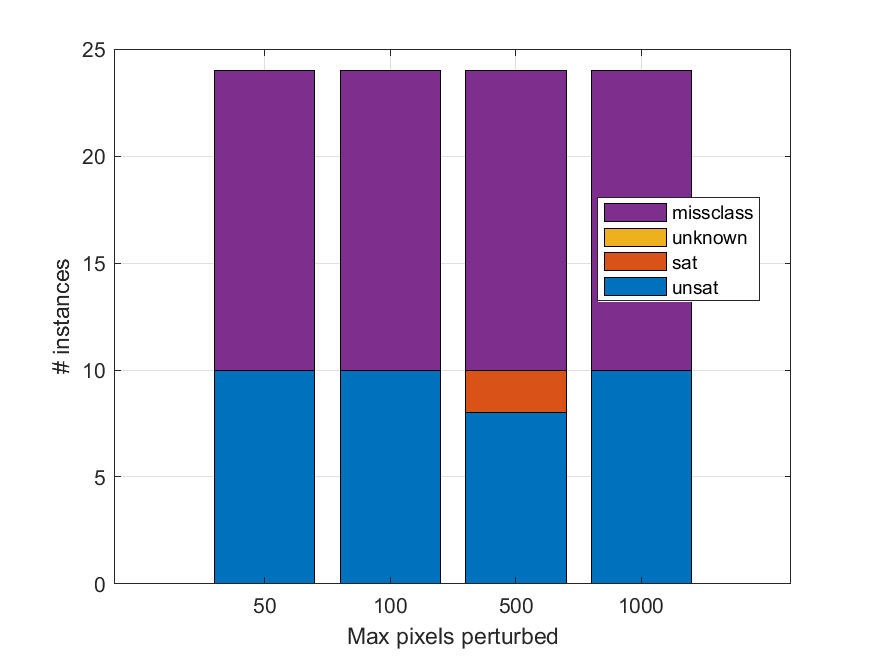 25
20
15
10
5
0
# instances
missclass
unknown
sat
unsat
50 100 500 1000
Max pixels perturbed